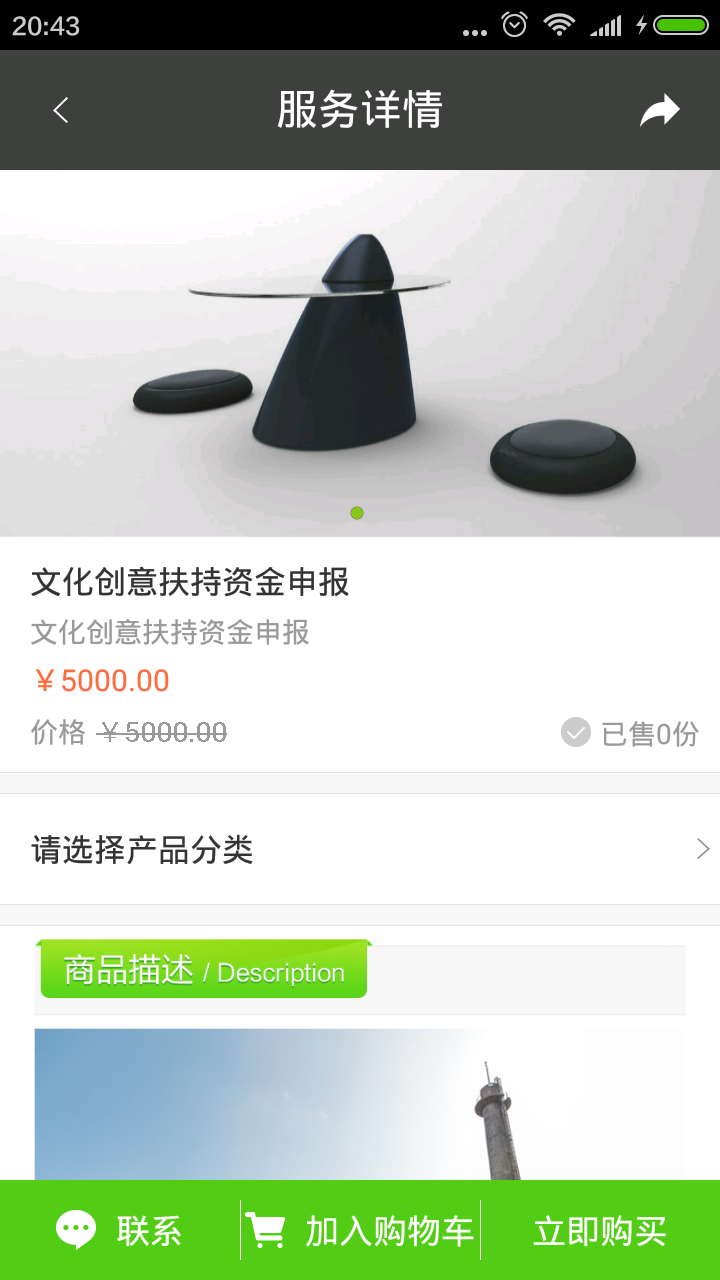 20:43
服务详情
文化创意扶持资金申报
文化创意扶持资金申报
￥5000.00
价格 ￥5000.00
已售0份
请选择产品分类
商品描述 / Description
联系
加入购物车
立即购买